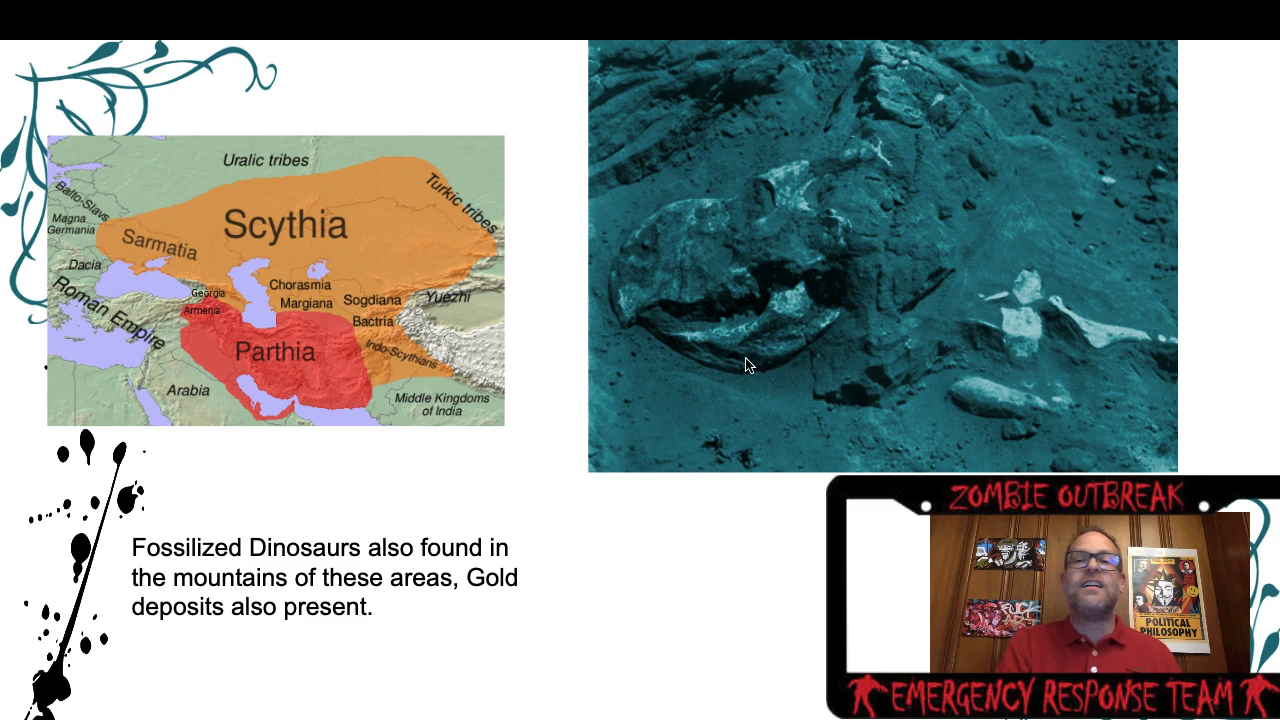 Uralic tribes
Turkic tribes
Balto-Slavs
Scythia
Magna
Germania
Sarmatia
Dacia
Georgia
Chorasmia
Roman Empire
Armenia
Margiana
Sogdiana
Yuezhi
Bactria
Parthia
Indo-Scythians
Arabia
Middle Kingdoms
of India
Fossilized Dinosaurs also found in
the mountains of these areas, Gold
deposits also present.
ZOMBIE OUTBREAK
FUCK
POLITICAL
PHILOSOPHY
EMERGENCY RESPONSE TEAM